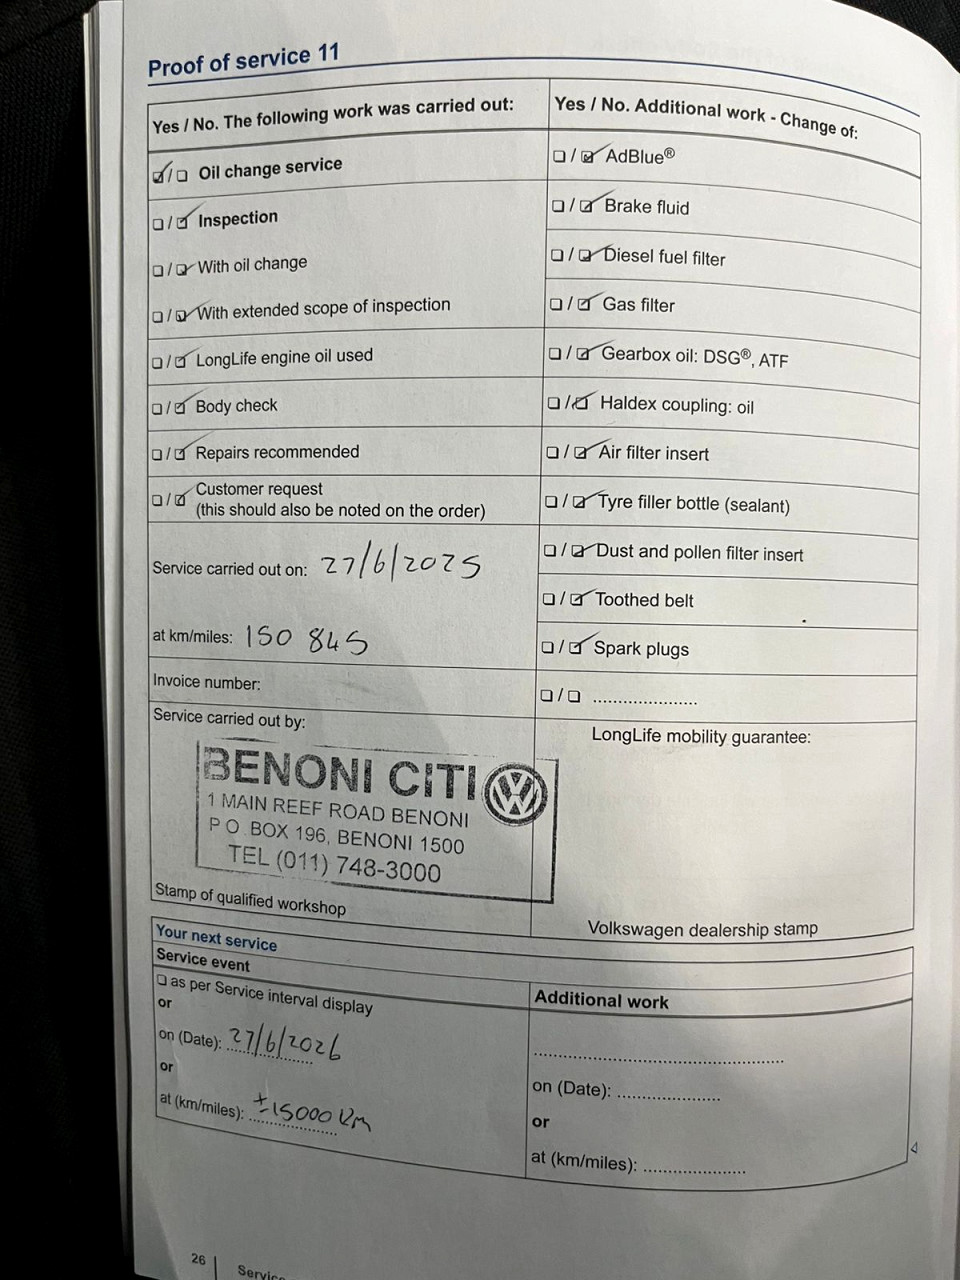 Proof of service 11
Yes / No. The following work was carried out:
☑/☐ Oil change service
☐/☑ Inspection
☐/☑ With oil change
☐/☑ With extended scope of inspection
☐/☑ LongLife engine oil used
☐/☑ Body check
☐/☑ Repairs recommended
☐/☑ Customer request
(this should also be noted on the order)
Service carried out on: 27/6/2025
at km/miles: 150 845
Invoice number:
Service carried out by:
BENONI CITI VW
1 MAIN REEF ROAD BENONI
P O BOX 196, BENONI 1500
TEL (011) 748-3000
Stamp of qualified workshop
Yes / No. Additional work - Change of:
☐/☑ AdBlue®
☐/☑ Brake fluid
☐/☑ Diesel fuel filter
☐/☑ Gas filter
☐/☑ Gearbox oil: DSG®, ATF
☐/☑ Haldex coupling: oil
☐/☑ Air filter insert
☐/☑ Tyre filler bottle (sealant)
☐/☑ Dust and pollen filter insert
☐/☑ Toothed belt
☐/☑ Spark plugs
☐/☐ .....................
LongLife mobility guarantee:
Volkswagen dealership stamp
Your next service
Service event
☐ as per Service interval display
or
on (Date): 27/6/2026
or
at (km/miles): ±15000 km
Additional work
..................................................
on (Date): .....................
or
at (km/miles): .....................
26